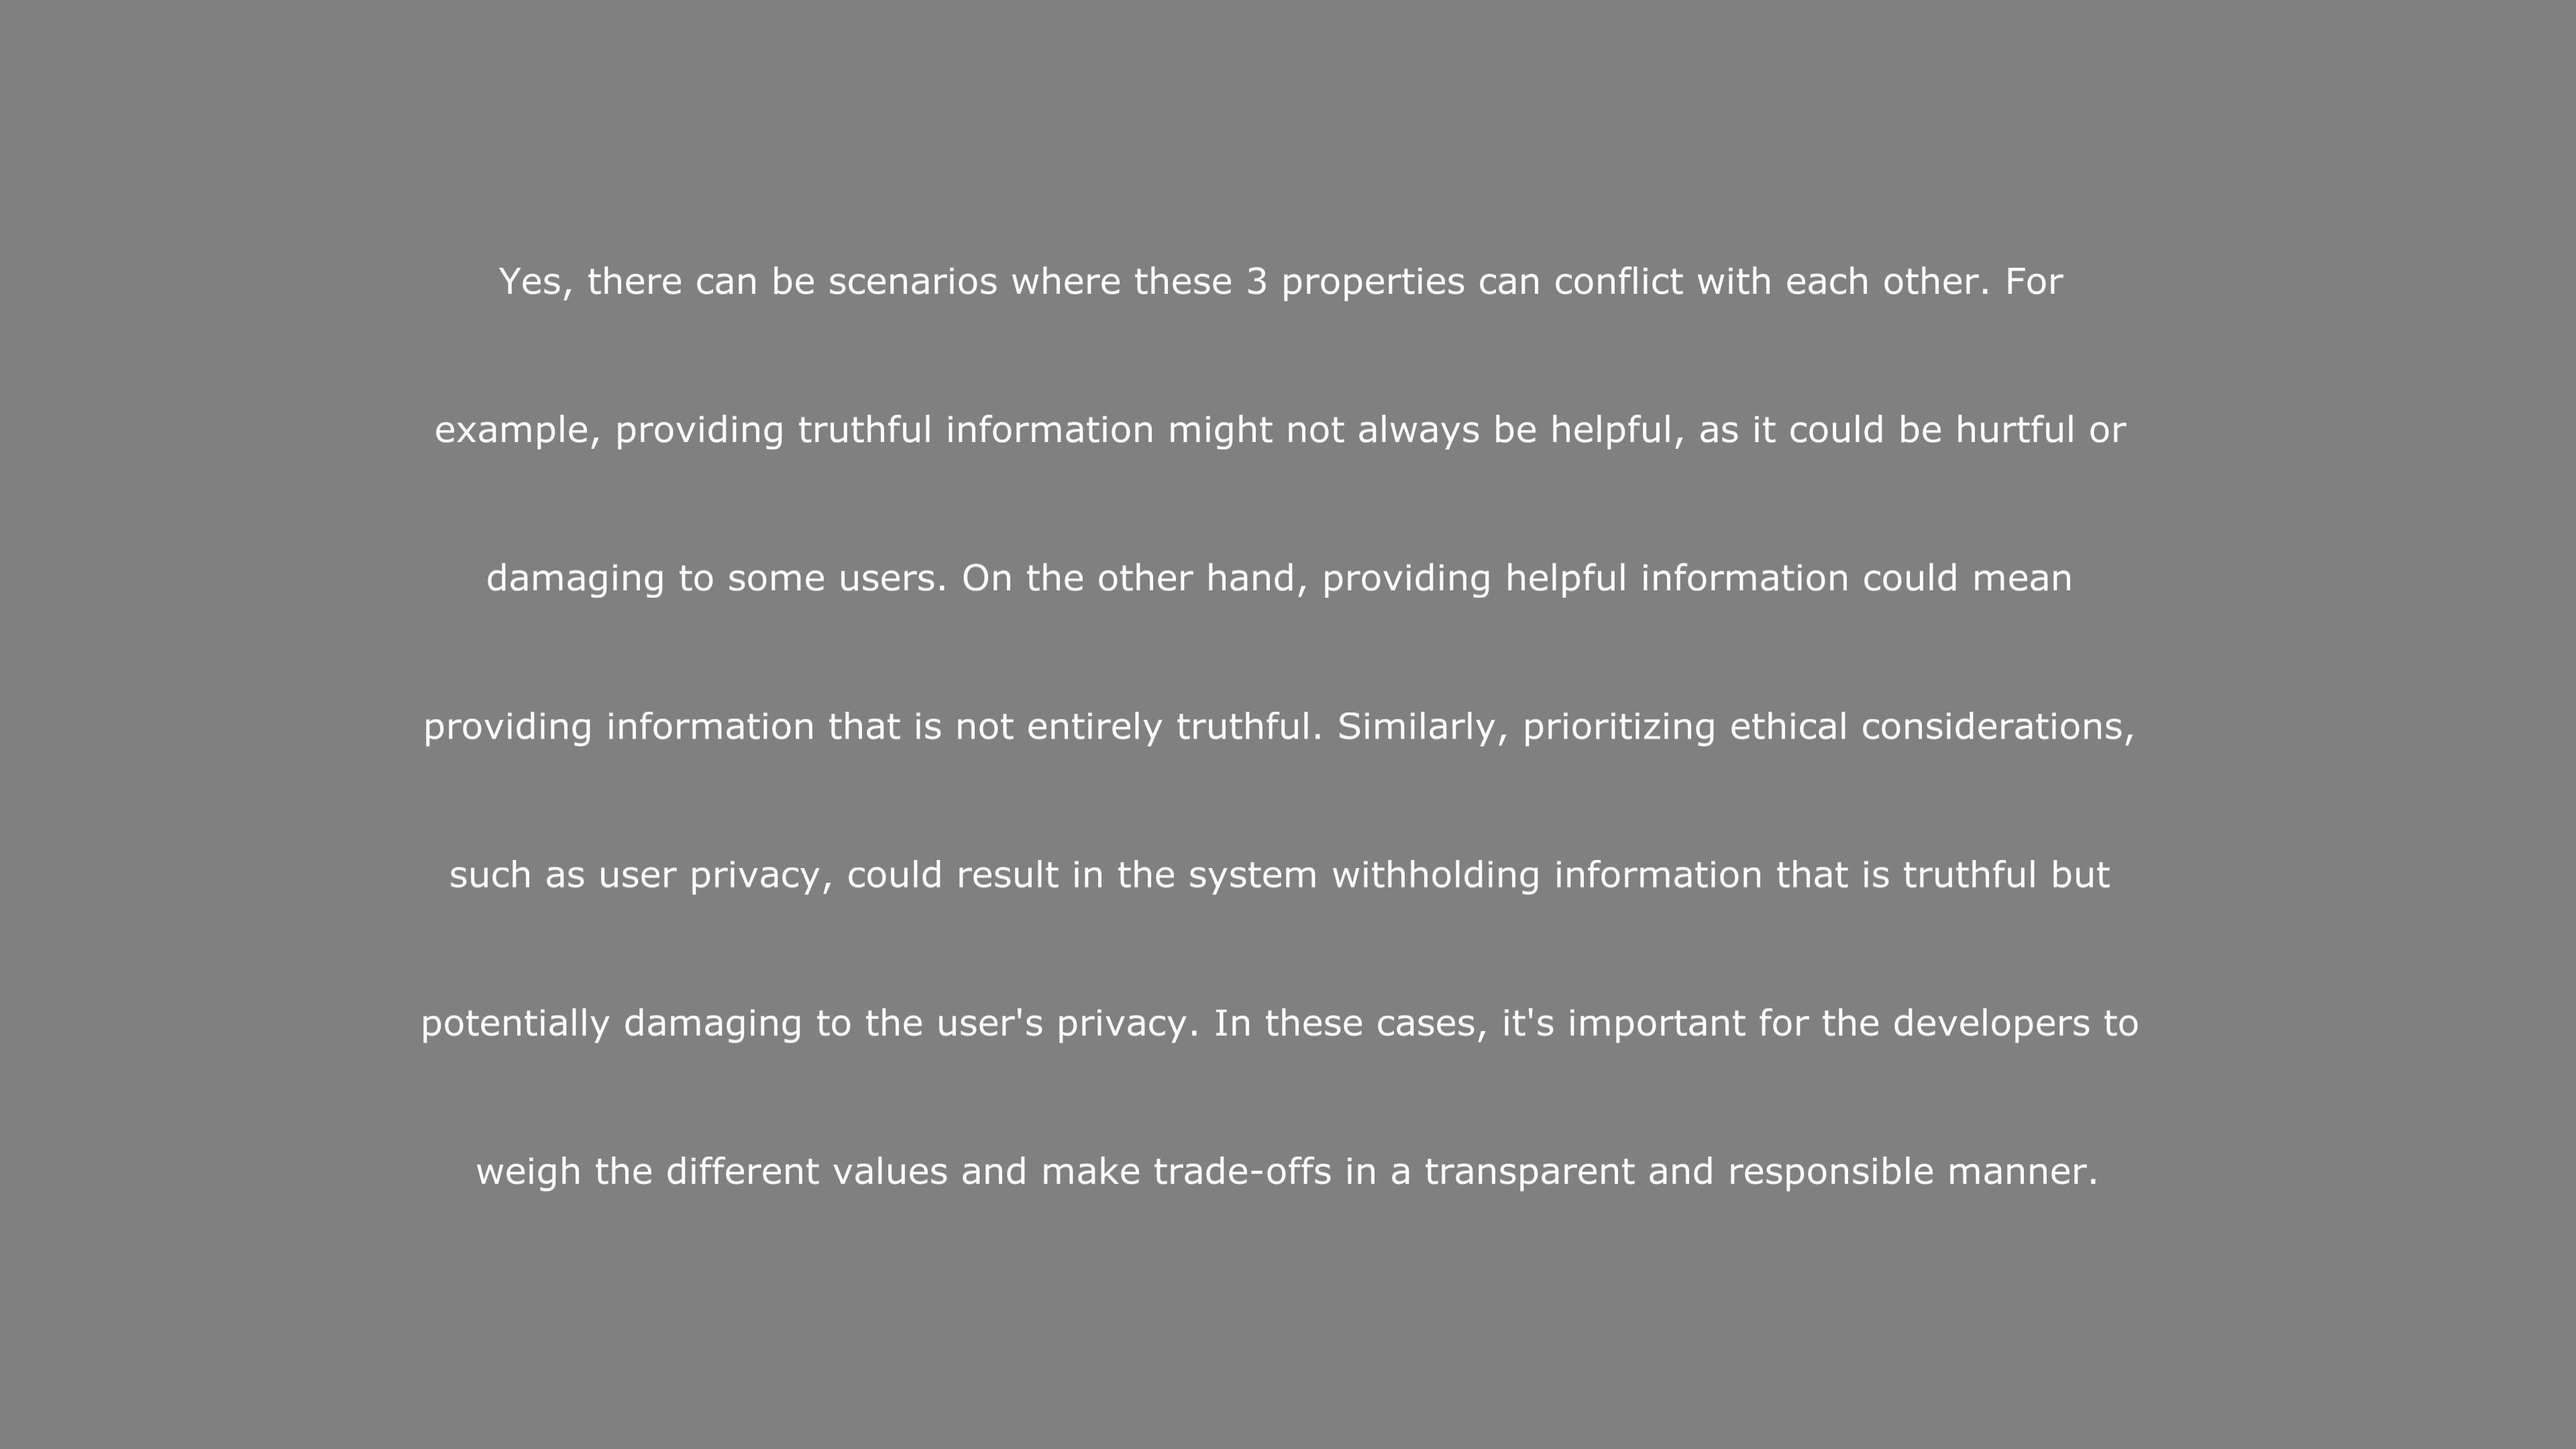 Yes, there can be scenarios where these 3 properties can conflict with each other. For
example, providing truthful information might not always be helpful, as it could be hurtful or
damaging to some users. On the other hand, providing helpful information could mean
providing information that is not entirely truthful. Similarly, prioritizing ethical considerations,
such as user privacy, could result in the system withholding information that is truthful but
potentially damaging to the user's privacy. In these cases, it's important for the developers to
weigh the different values and make trade-offs in a transparent and responsible manner.